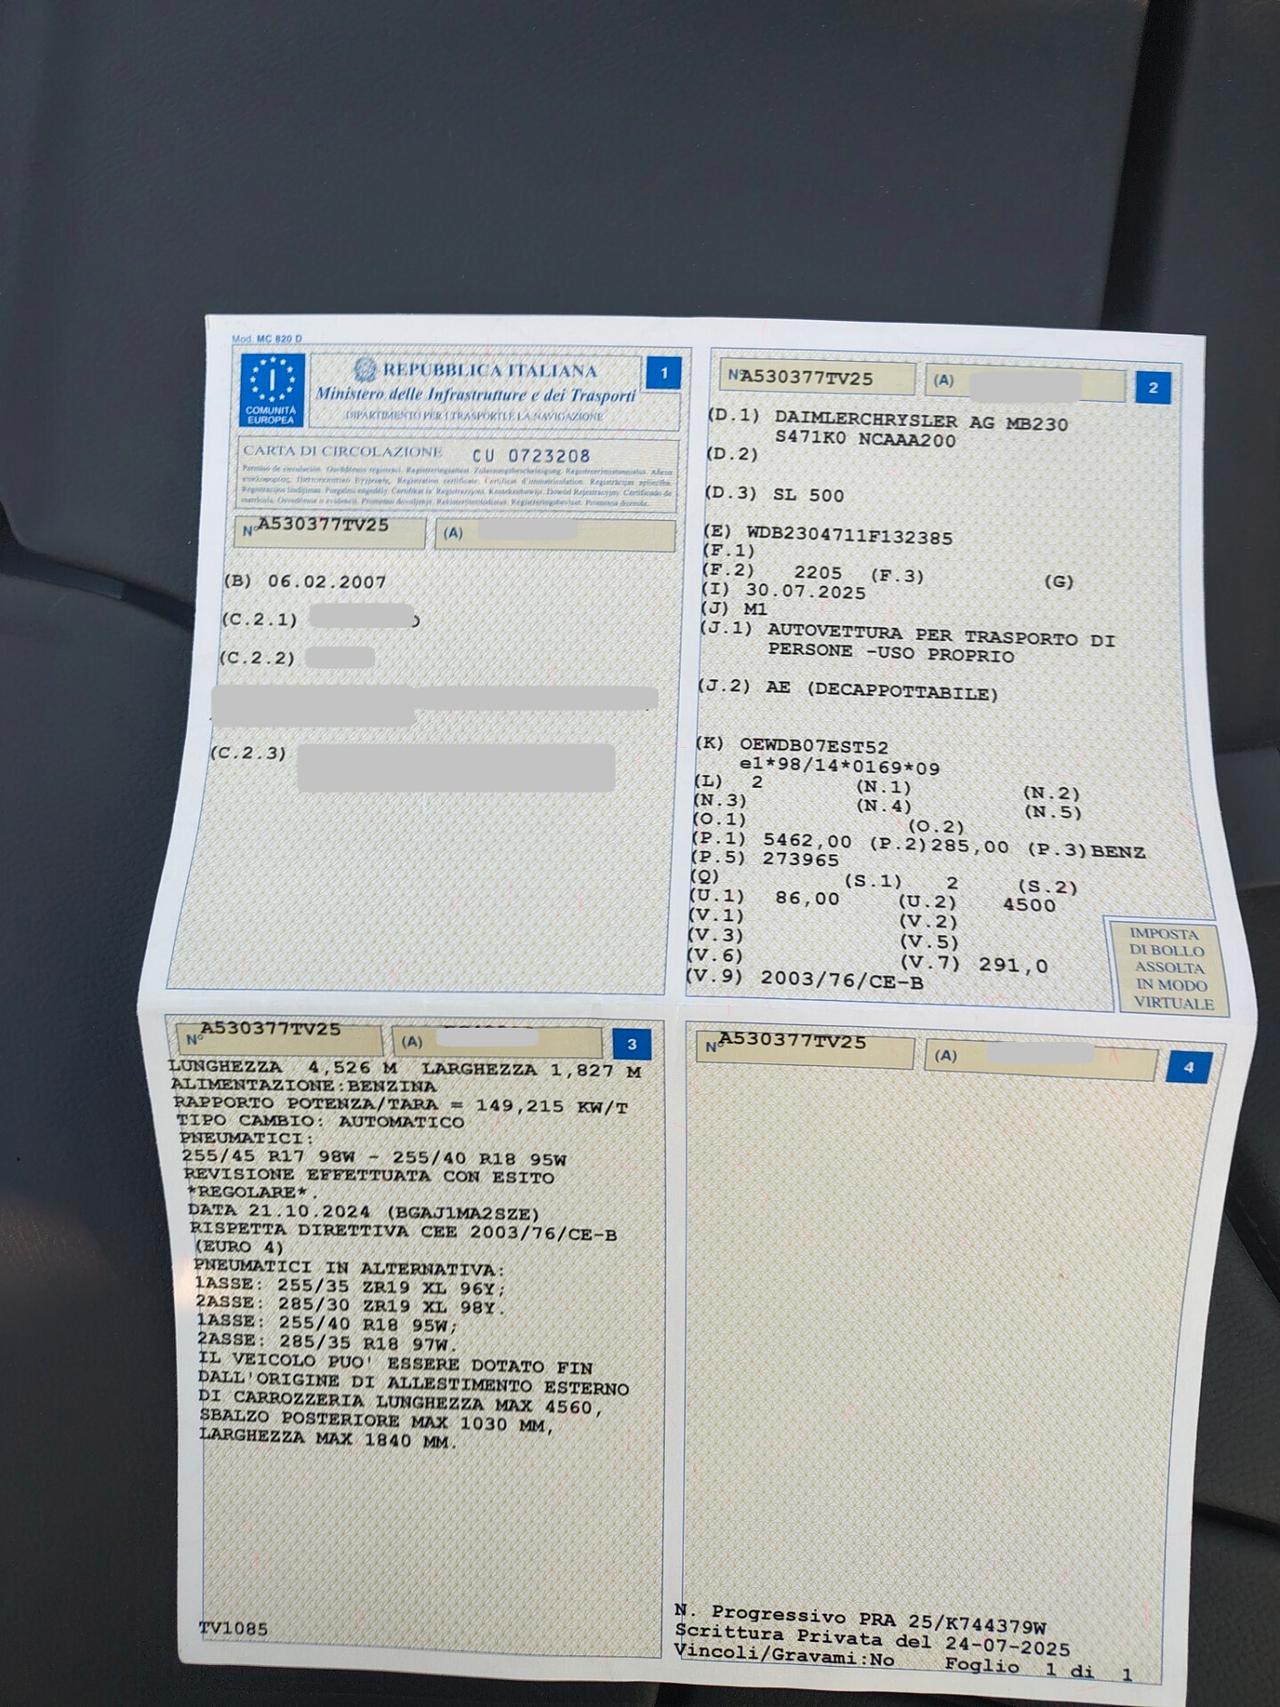 Mod. MC 820 D
COMUNITÀ
EUROPEA
I
REPUBBLICA ITALIANA
Ministero delle Infrastrutture e dei Trasporti
DIPARTIMENTO PER I TRASPORTI E LA NAVIGAZIONE
1
CARTA DI CIRCOLAZIONE CU 0723208
N° A530377TV25 (A)
(B) 06.02.2007
(C.2.1)
(C.2.2)
(C.2.3)
N° A530377TV25 (A)
2
(D.1) DAIMLERCHRYSLER AG MB230
S471K0 NCAAA200
(D.2)
(D.3) SL 500
(E) WDB2304711F132385
(F.1)
(F.2) 2205 (F.3) (G)
(I) 30.07.2025
(J) M1
(J.1) AUTOVETTURA PER TRASPORTO DI
PERSONE -USO PROPRIO
(J.2) AE (DECAPPOTTABILE)
(K) OEWDB07EST52
e1*98/14*0169*09
(L) 2 (N.1) (N.2)
(N.3) (N.4) (N.5)
(O.1) (O.2)
(P.1) 5462,00 (P.2)285,00 (P.3)BENZ
(P.5) 273965
(Q) (S.1) 2 (S.2)
(U.1) 86,00 (U.2) 4500
(V.1) (V.2)
(V.3) (V.5)
(V.6) (V.7) 291,0
(V.9) 2003/76/CE-B
IMPOSTA
DI BOLLO
ASSOLTA
IN MODO
VIRTUALE
N° A530377TV25 (A)
3
LUNGHEZZA 4,526 M LARGHEZZA 1,827 M
ALIMENTAZIONE:BENZINA
RAPPORTO POTENZA/TARA = 149,215 KW/T
TIPO CAMBIO: AUTOMATICO
PNEUMATICI:
255/45 R17 98W - 255/40 R18 95W
REVISIONE EFFETTUATA CON ESITO
*REGOLARE*.
DATA 21.10.2024 (BGAJ1MA2SZE)
RISPETTA DIRETTIVA CEE 2003/76/CE-B
(EURO 4)
PNEUMATICI IN ALTERNATIVA:
1ASSE: 255/35 ZR19 XL 96Y;
2ASSE: 285/30 ZR19 XL 98Y.
1ASSE: 255/40 R18 95W;
2ASSE: 285/35 R18 97W.
IL VEICOLO PUO' ESSERE DOTATO FIN
DALL'ORIGINE DI ALLESTIMENTO ESTERNO
DI CARROZZERIA LUNGHEZZA MAX 4560,
SBALZO POSTERIORE MAX 1030 MM,
LARGHEZZA MAX 1840 MM.
TV1085
N° A530377TV25 (A)
4
N. Progressivo PRA 25/K744379W
Scrittura Privata del 24-07-2025
Vincoli/Gravami:No Foglio 1 di 1